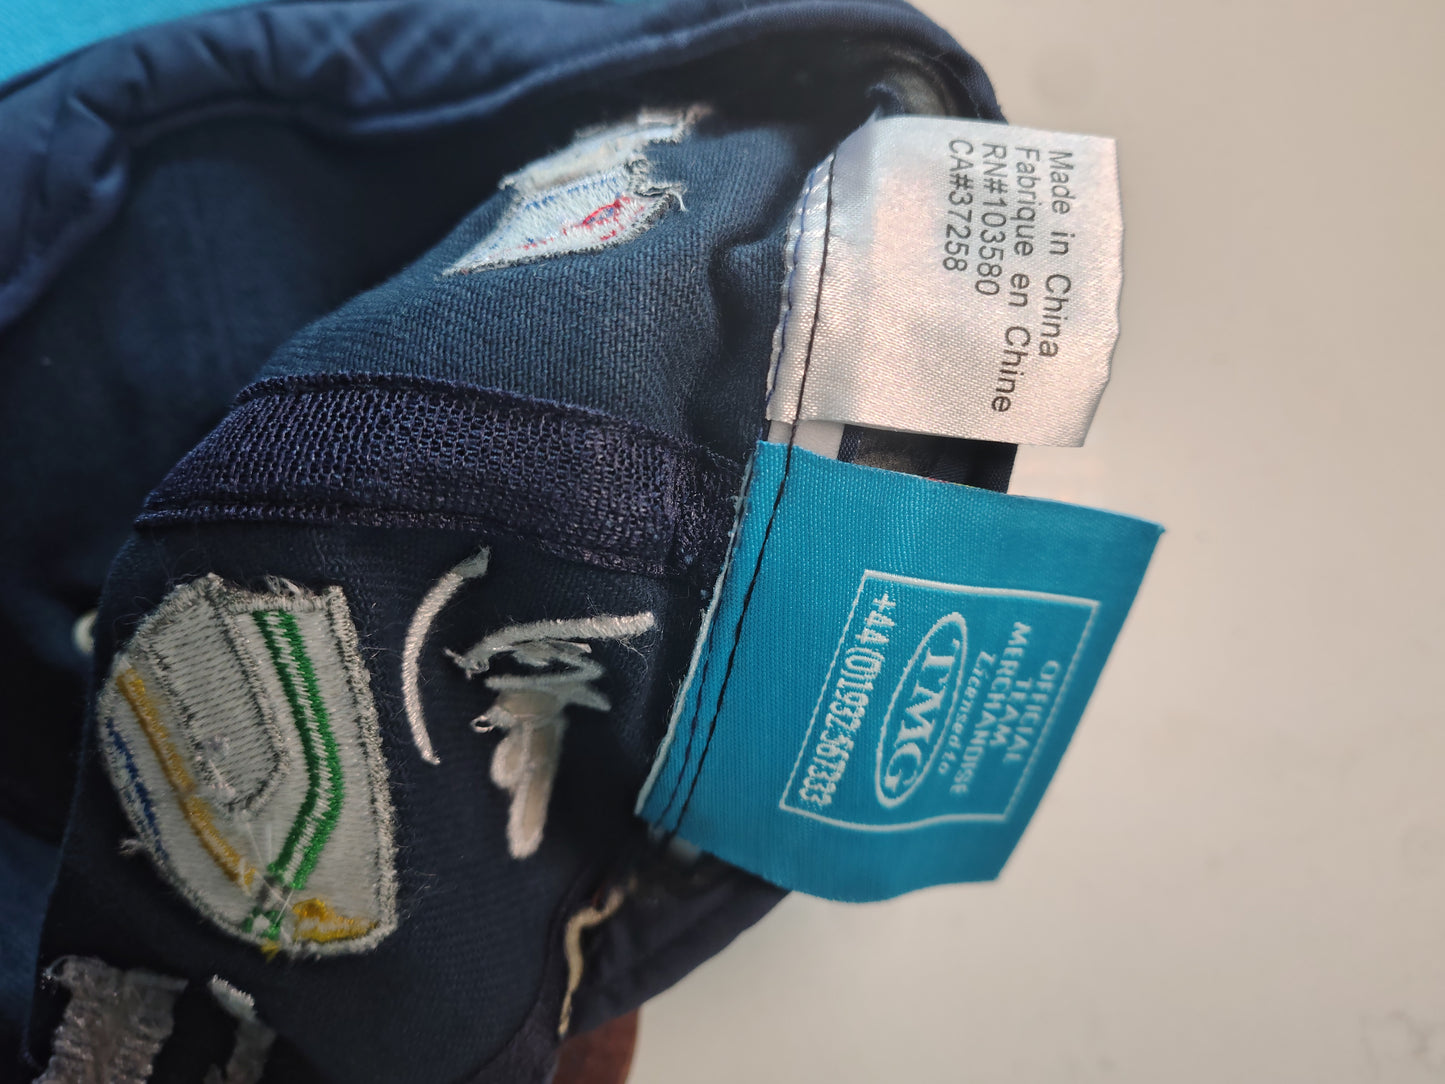 Made in China
Fabrique en Chine
RN#103580
CA#37258
OFFICIAL
TEAM
MERCHANDISE
Licensed to
TMG
+44(0)1932 567333